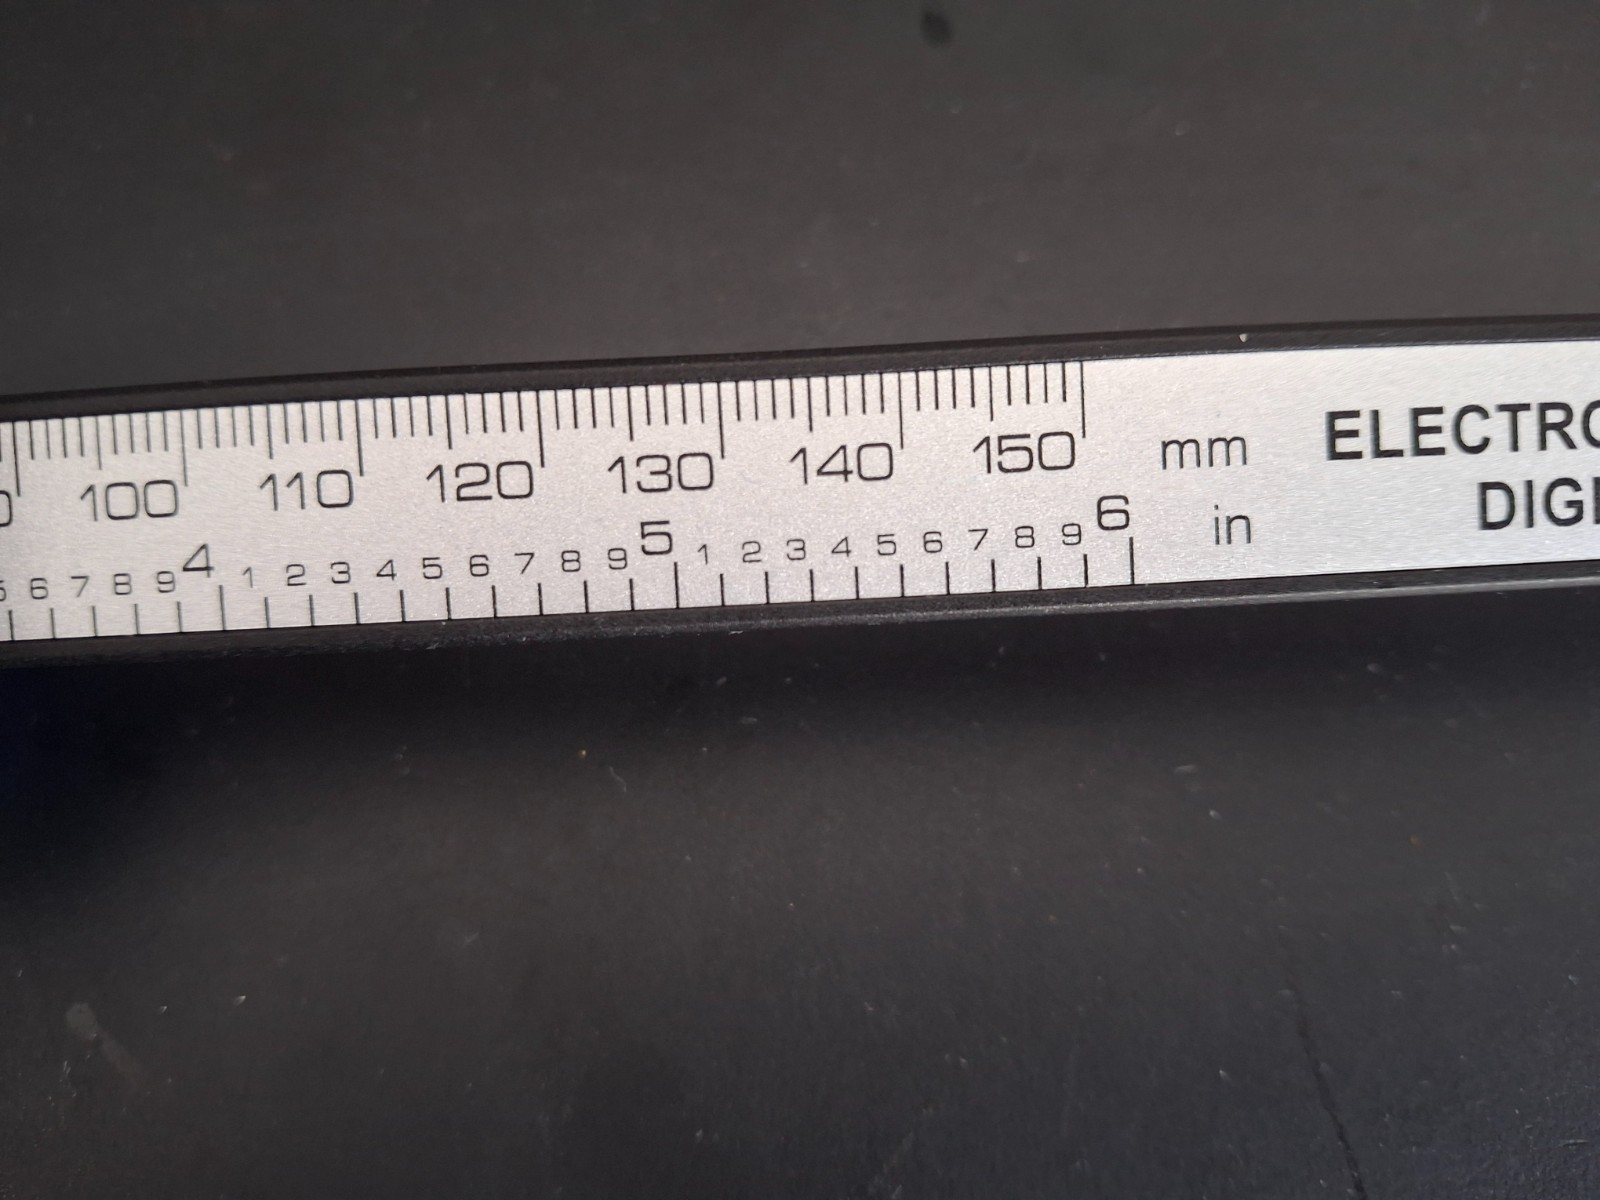 100 110 120 130 140 150 mm
6 7 8 9 4 1 2 3 4 5 6 7 8 9 5 1 2 3 4 5 6 7 8 9 6 in
ELECTRO
DIGI